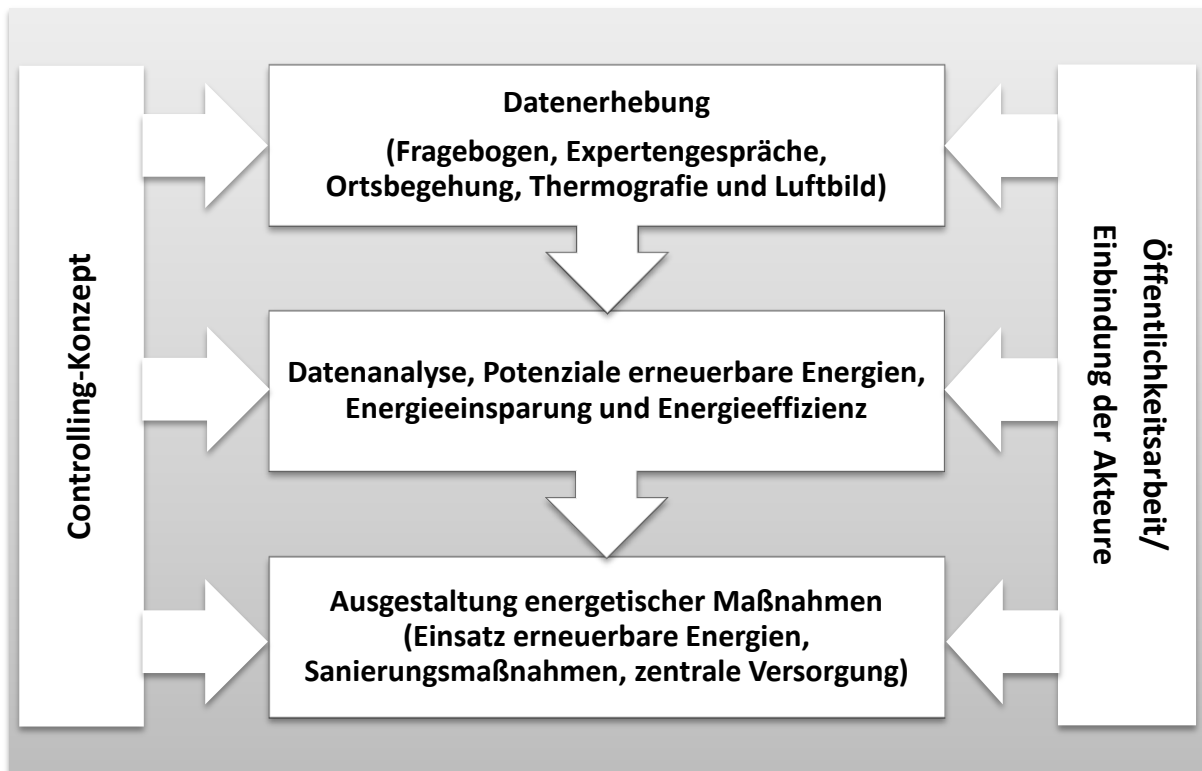 Controlling-Konzept
Datenerhebung
(Fragebogen, Expertengespräche,
Ortsbegehung, Thermografie und Luftbild)
Datenanalyse, Potenziale erneuerbare Energien,
Energieeinsparung und Energieeffizienz
Ausgestaltung energetischer Maßnahmen
(Einsatz erneuerbare Energien,
Sanierungsmaßnahmen, zentrale Versorgung)
Öffentlichkeitsarbeit/
Einbindung der Akteure